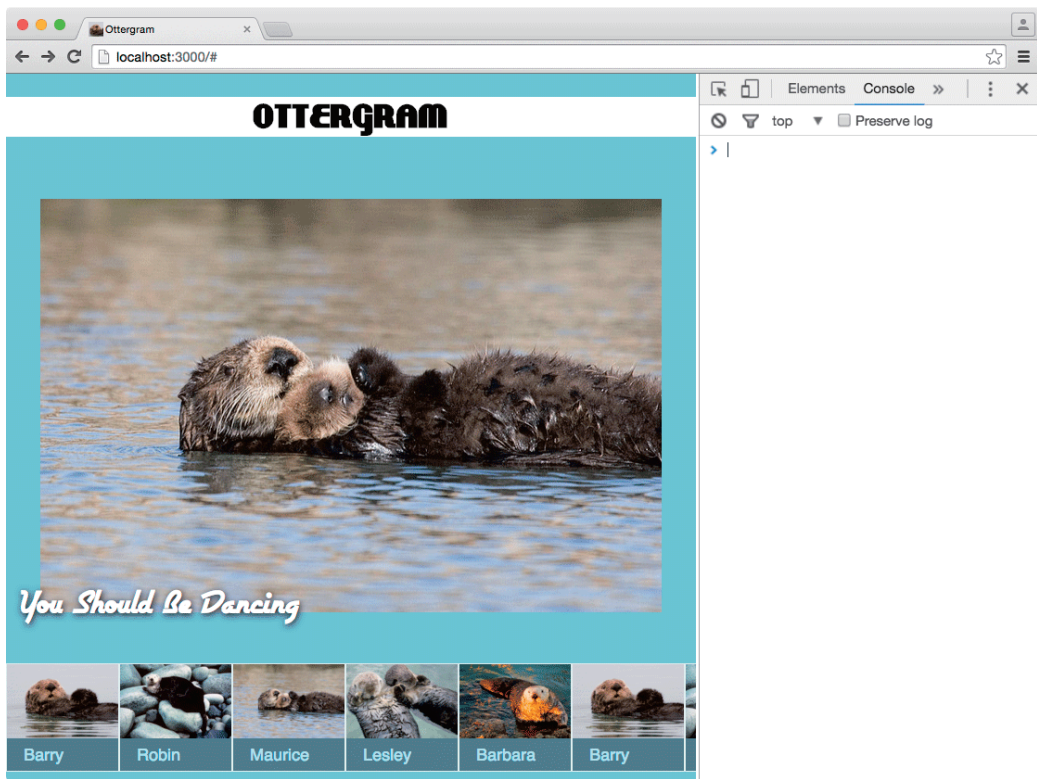 Ottergram
localhost:3000/#
Elements Console »
top Preserve log
OTTERGRAM
You Should Be Dancing
Barry Robin Maurice Lesley Barbara Barry